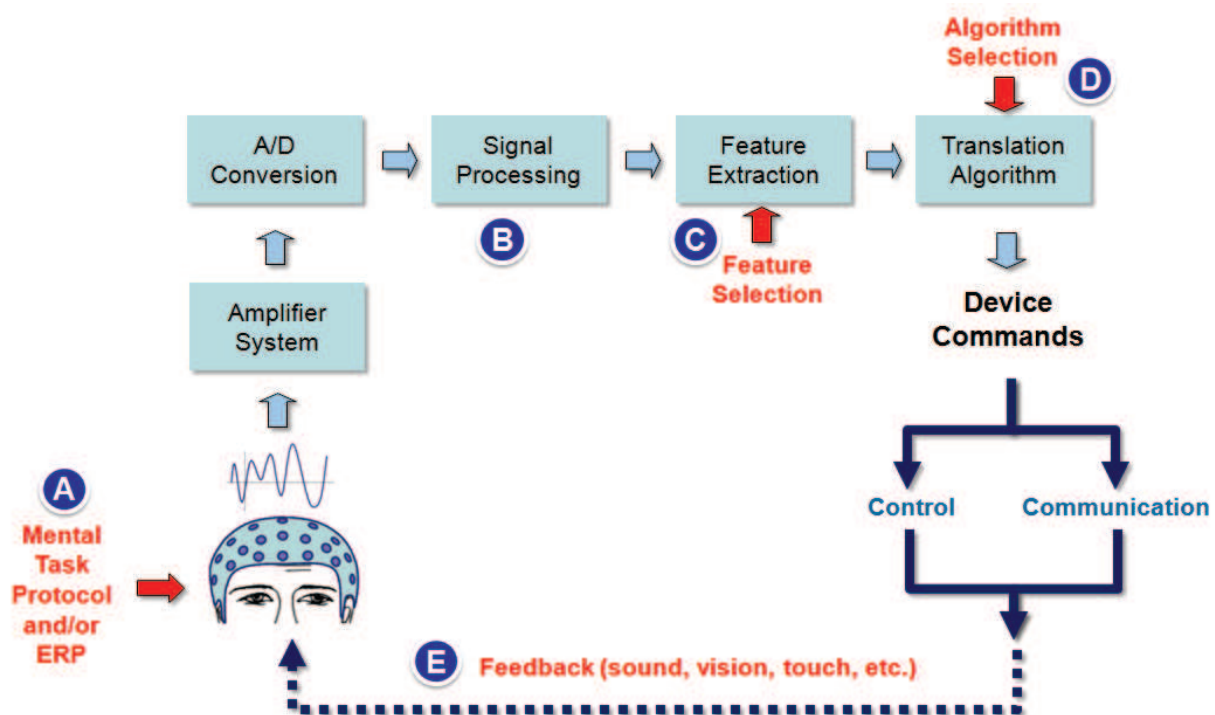 Algorithm
Selection
D
A/D
Conversion
Signal
Processing
Feature
Extraction
Translation
Algorithm
B
C
Feature
Selection
Amplifier
System
Device
Commands
A
Mental
Task
Protocol
and/or
ERP
Control
Communication
E
Feedback (sound, vision, touch, etc.)